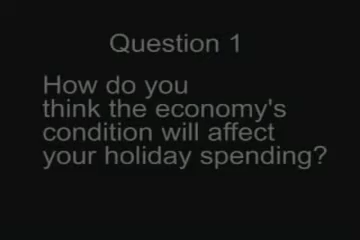 Question 1
How do you
think the economy's
condition will affect
your holiday spending?